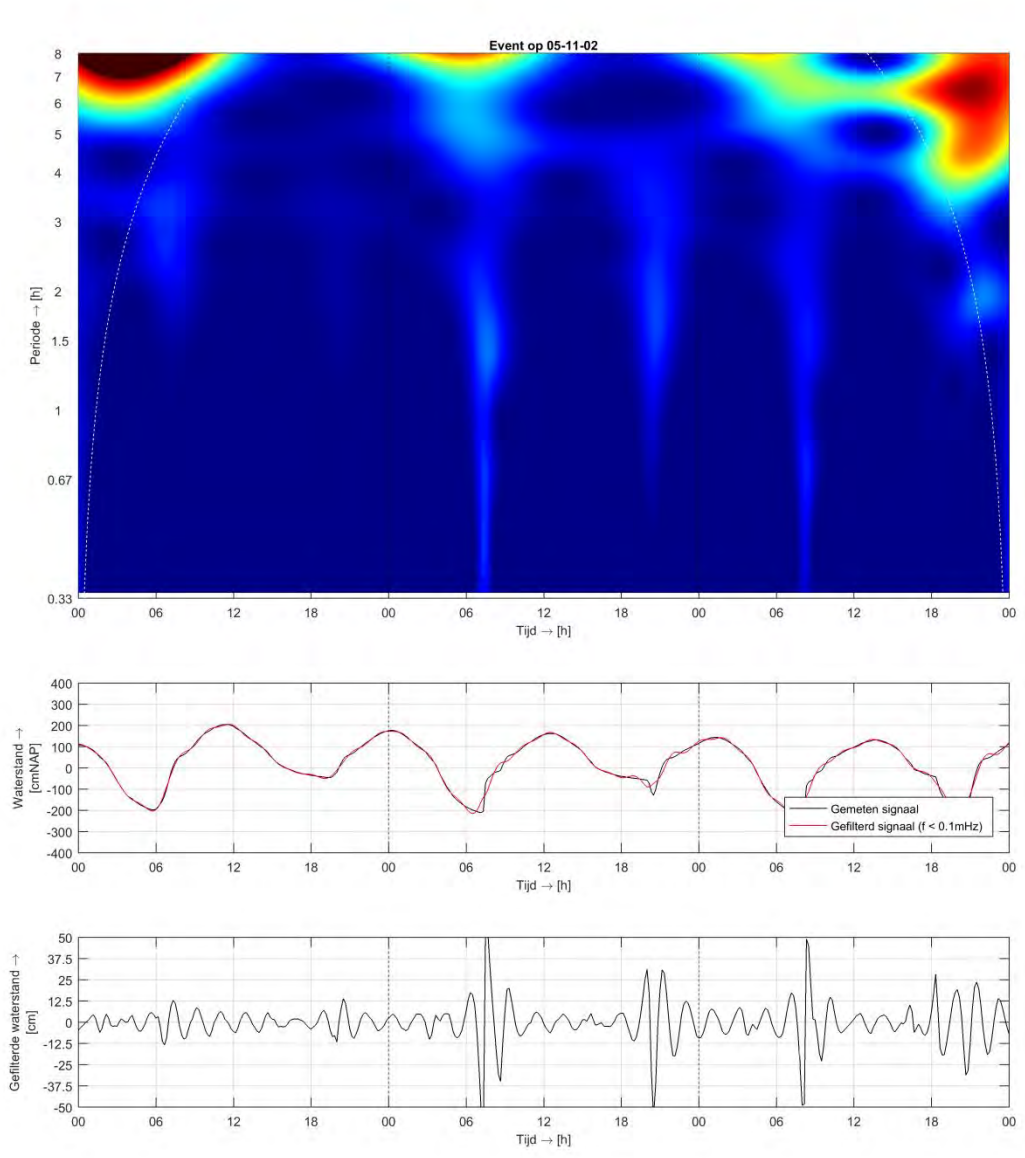 Event op 05-11-02
8
7
6
5
4
3
2
1.5
1
0.67
0.33
Periode → [h]
00 06 12 18 00 06 12 18 00 06 12 18 00
Tijd → [h]
400
300
200
100
0
-100
-200
-300
-400
Waterstand →
[cmNAP]
Gemeten signaal
Gefilterd signaal (f < 0.1mHz)
00 06 12 18 00 06 12 18 00 06 12 18 00
Tijd → [h]
50
37.5
25
12.5
0
-12.5
-25
-37.5
-50
Gefilterde waterstand →
[cm]
00 06 12 18 00 06 12 18 00 06 12 18 00
Tijd → [h]